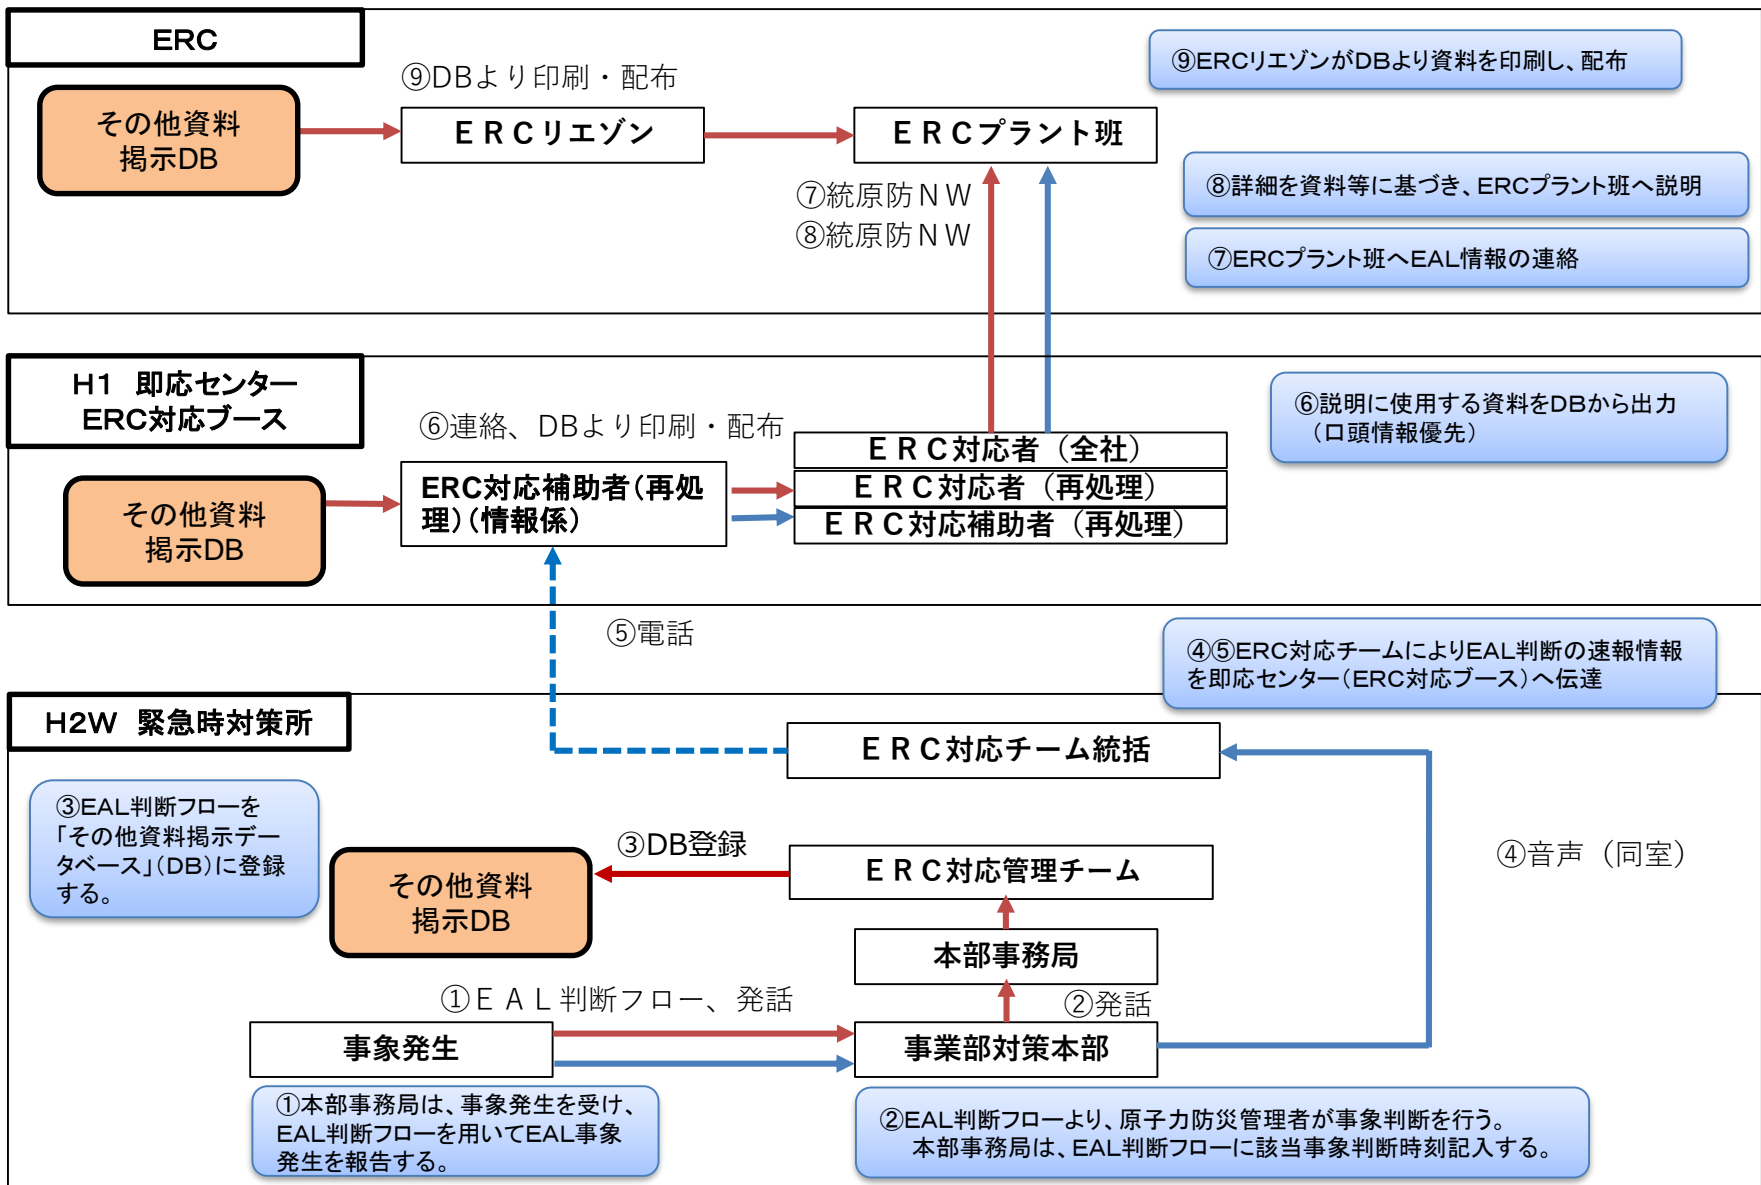 ERC
⑨DBより印刷・配布
⑨ERCリエゾンがDBより資料を印刷し、配布
その他資料
掲示DB
ＥＲＣリエゾン
ＥＲＣプラント班
⑦統原防ＮＷ
⑧統原防ＮＷ
⑧詳細を資料等に基づき、ERCプラント班へ説明
⑦ERCプラント班へEAL情報の連絡
H1　即応センター
ERC対応ブース
⑥連絡、DBより印刷・配布
⑥説明に使用する資料をDBから出力
（口頭情報優先）
その他資料
掲示DB
ERC対応補助者（再処
理）（情報係）
ＥＲＣ対応者（全社）
ＥＲＣ対応者（再処理）
ＥＲＣ対応補助者（再処理）
⑤電話
④⑤ERC対応チームによりEAL判断の速報情報
を即応センター（ERC対応ブース）へ伝達
H2W　緊急時対策所
ＥＲＣ対応チーム統括
③EAL判断フローを
「その他資料掲示デー
タベース」（DB）に登録
する。
③DB登録
④音声（同室）
その他資料
掲示DB
ＥＲＣ対応管理チーム
本部事務局
①ＥＡＬ判断フロー、発話
②発話
事象発生
事業部対策本部
①本部事務局は、事象発生を受け、
EAL判断フローを用いてEAL事象
発生を報告する。
②EAL判断フローより、原子力防災管理者が事象判断を行う。
本部事務局は、EAL判断フローに該当事象判断時刻記入する。